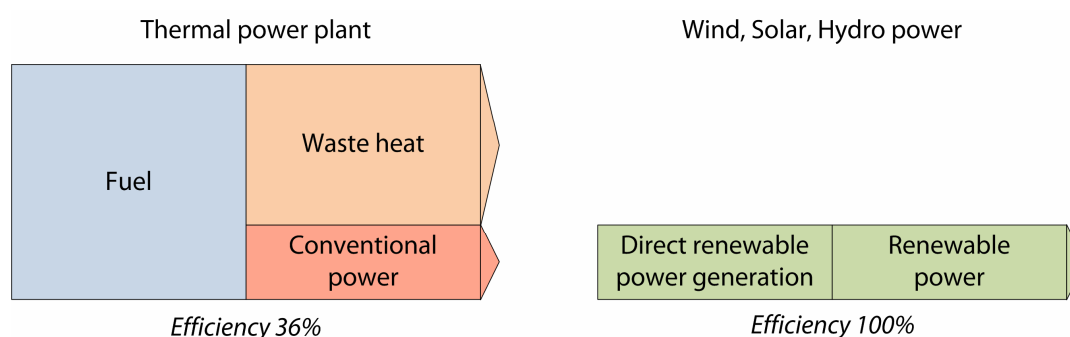 Thermal power plant
Wind, Solar, Hydro power
Fuel
Waste heat
Conventional
power
Direct renewable
power generation
Renewable
power
Efficiency 36%
Efficiency 100%